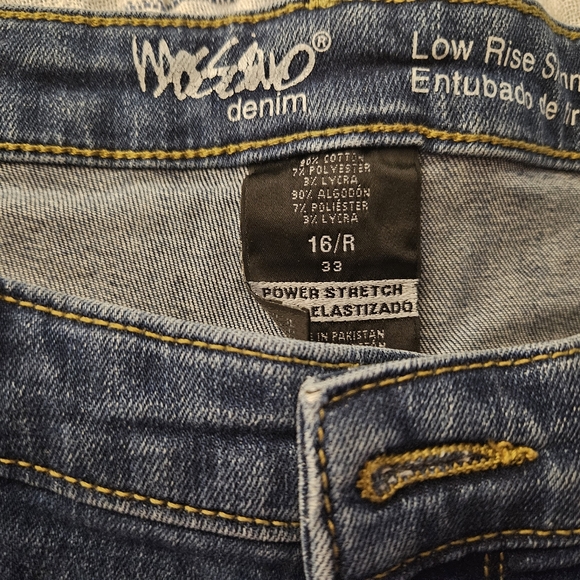 Mossimo®
denim
Low Rise
Entubado de
90% COTTON
7% POLYESTER
3% LYCRA
90% ALGODÓN
7% POLIÉSTER
3% LYCRA
16/R
33
POWER STRETCH
ELASTIZADO
IN PAKISTAN